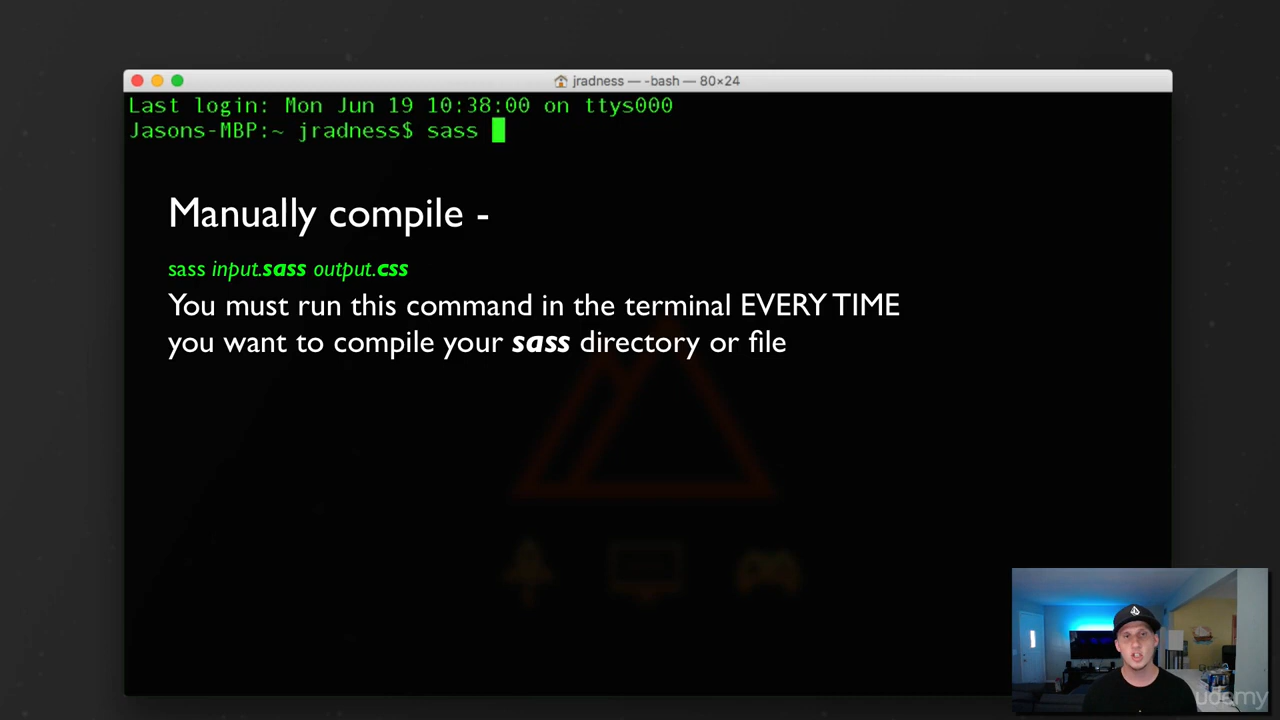 jradness — -bash — 80×24
Last login: Mon Jun 19 10:38:00 on ttys000
Jasons-MBP:~ jradness$ sass
Manually compile -
sass input.sass output.css
You must run this command in the terminal EVERY TIME
you want to compile your sass directory or file
udemy